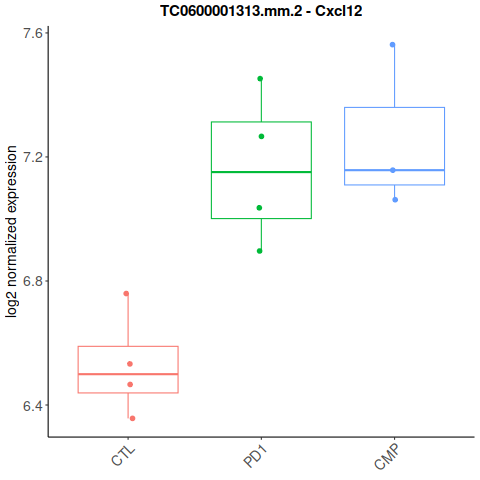 TC0600001313.mm.2 - Cxcl12
log2 normalized expression
7.6
7.2
6.8
6.4
CTL
PD1
CMP